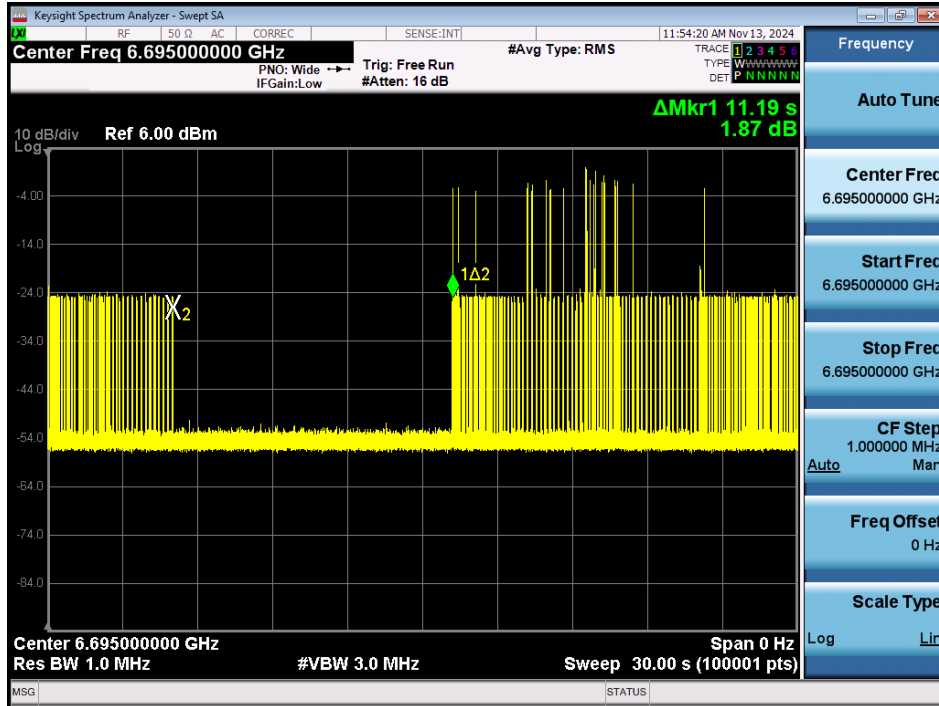 Keysight Spectrum Analyzer - Swept SA
LXI RF 50 Ω AC CORREC SENSE:INT 11:54:20 AM Nov 13, 2024
Center Freq 6.695000000 GHz
PNO: Wide
IFGain:Low
Trig: Free Run
#Atten: 16 dB
#Avg Type: RMS
TRACE 1 2 3 4 5 6
TYPE WWWWWW
DET P N N N N N
ΔMkr1 11.19 s
1.87 dB
10 dB/div Ref 6.00 dBm
Log
-4.00
-14.0
-24.0
-34.0
-44.0
-54.0
-64.0
-74.0
-84.0
1Δ2
X2
Center 6.695000000 GHz Span 0 Hz
Res BW 1.0 MHz #VBW 3.0 MHz Sweep 30.00 s (100001 pts)
MSG STATUS
Frequency
Auto Tune
Center Freq
6.695000000 GHz
Start Freq
6.695000000 GHz
Stop Freq
6.695000000 GHz
CF Step
1.000000 MHz
Auto Man
Freq Offset
0 Hz
Scale Type
Log Lin